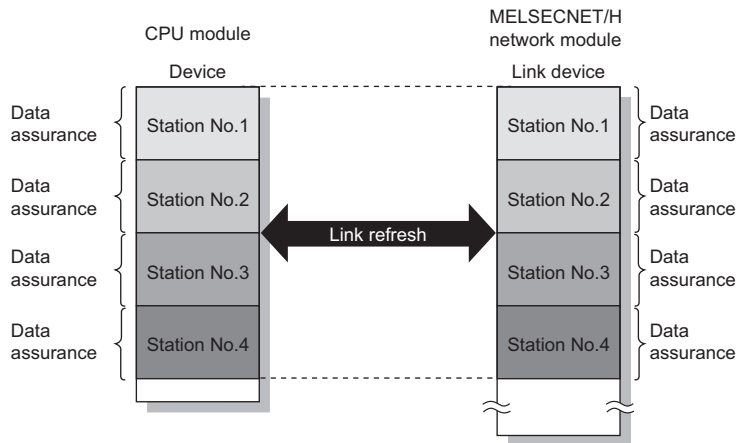 CPU module
MELSECNET/H
network module
Device
Link device
Data
assurance
Station No.1
Station No.1
Data
assurance
Data
assurance
Station No.2
Station No.2
Data
assurance
Link refresh
Data
assurance
Station No.3
Station No.3
Data
assurance
Data
assurance
Station No.4
Station No.4
Data
assurance